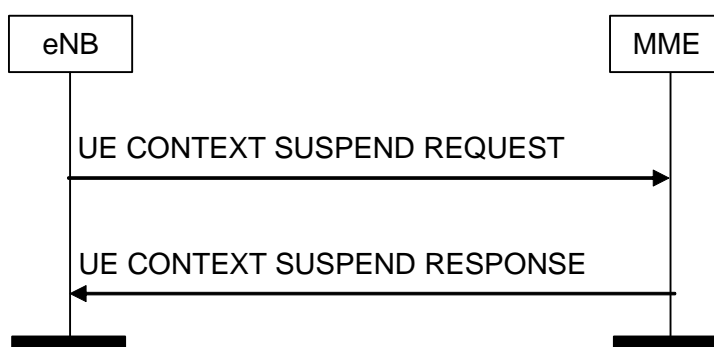 eNB
MME
UE CONTEXT SUSPEND REQUEST
UE CONTEXT SUSPEND RESPONSE